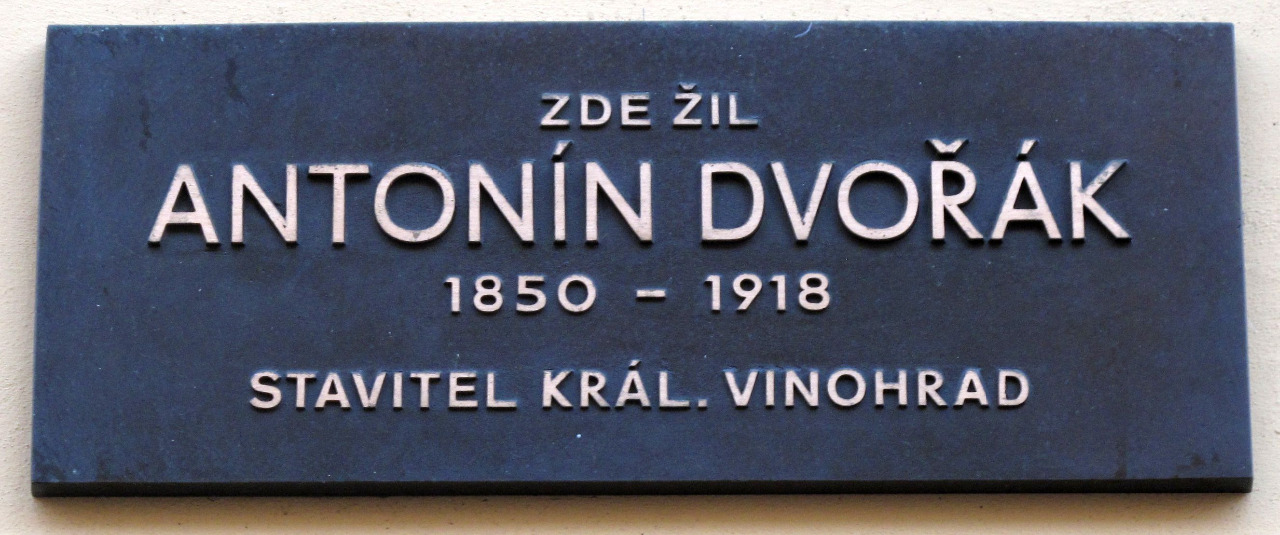 ZDE ŽIL
ANTONÍN DVOŘÁK
1850 – 1918
STAVITEL KRÁL. VINOHRAD